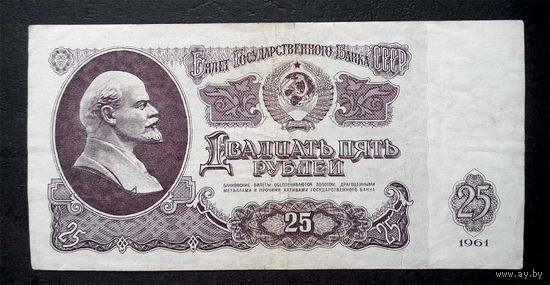 Билет Государственного Банка СССР
Двадцать пять
рублей
БАНКОВСКИЕ БИЛЕТЫ ОБЕСПЕЧИВАЮТСЯ ЗОЛОТОМ, ДРАГОЦЕННЫМИ
МЕТАЛЛАМИ И ПРОЧИМИ АКТИВАМИ ГОСУДАРСТВЕННОГО БАНКА
25
25
25
25
1961
www.ay.by